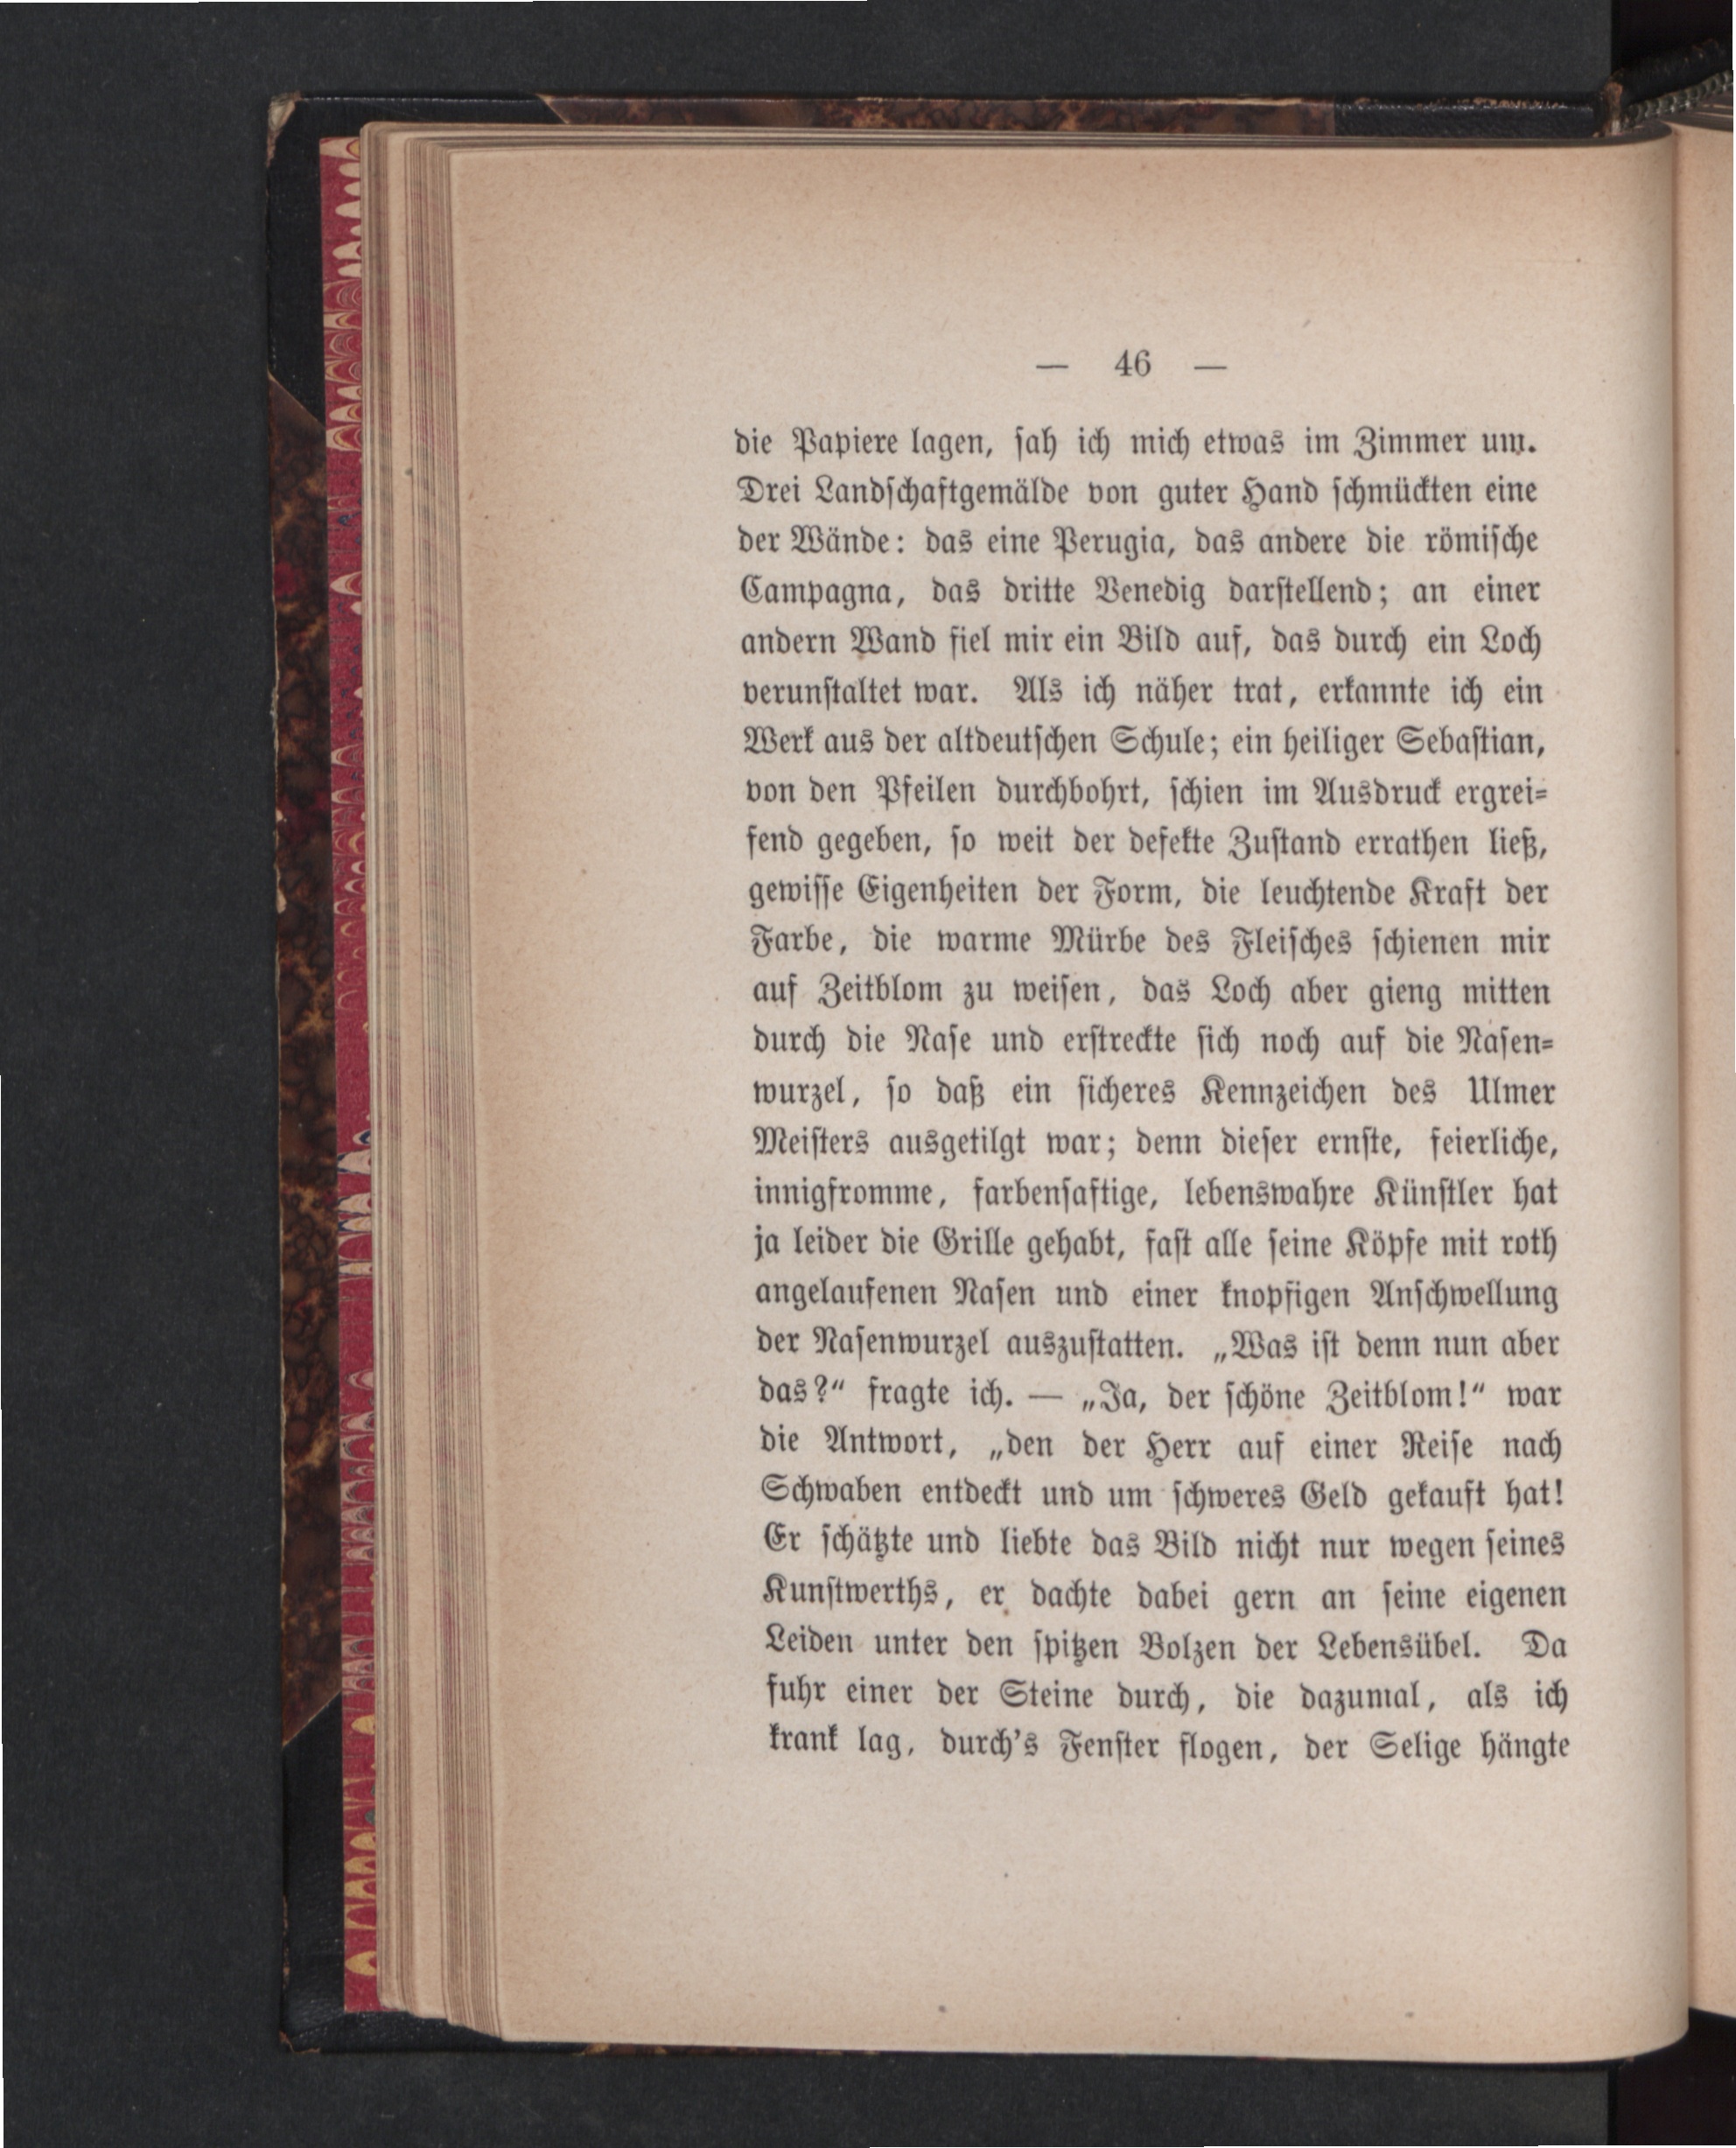 — 46 —
die Papiere lagen, sah ich mich etwas im Zimmer um.
Drei Landschaftgemälde von guter Hand schmückten eine
der Wände: das eine Perugia, das andere die römische
Campagna, das dritte Venedig darstellend; an einer
andern Wand fiel mir ein Bild auf, das durch ein Loch
verunstaltet war. Als ich näher trat, erkannte ich ein
Werk aus der altdeutschen Schule; ein heiliger Sebastian,
von den Pfeilen durchbohrt, schien im Ausdruck ergrei=
fend gegeben, so weit der defekte Zustand errathen ließ,
gewisse Eigenheiten der Form, die leuchtende Kraft der
Farbe, die warme Mürbe des Fleisches schienen mir
auf Zeitblom zu weisen, das Loch aber gieng mitten
durch die Nase und erstreckte sich noch auf die Nasen=
wurzel, so daß ein sicheres Kennzeichen des Ulmer
Meisters ausgetilgt war; denn dieser ernste, feierliche,
innigfromme, farbensaftige, lebenswahre Künstler hat
ja leider die Grille gehabt, fast alle seine Köpfe mit roth
angelaufenen Nasen und einer knopfigen Anschwellung
der Nasenwurzel auszustatten. „Was ist denn nun aber
das?“ fragte ich. — „Ja, der schöne Zeitblom!“ war
die Antwort, „den der Herr auf einer Reise nach
Schwaben entdeckt und um schweres Geld gekauft hat!
Er schätzte und liebte das Bild nicht nur wegen seines
Kunstwerths, er dachte dabei gern an seine eigenen
Leiden unter den spitzen Bolzen der Lebensübel. Da
fuhr einer der Steine durch, die dazumal, als ich
krank lag, durch's Fenster flogen, der Selige hängte